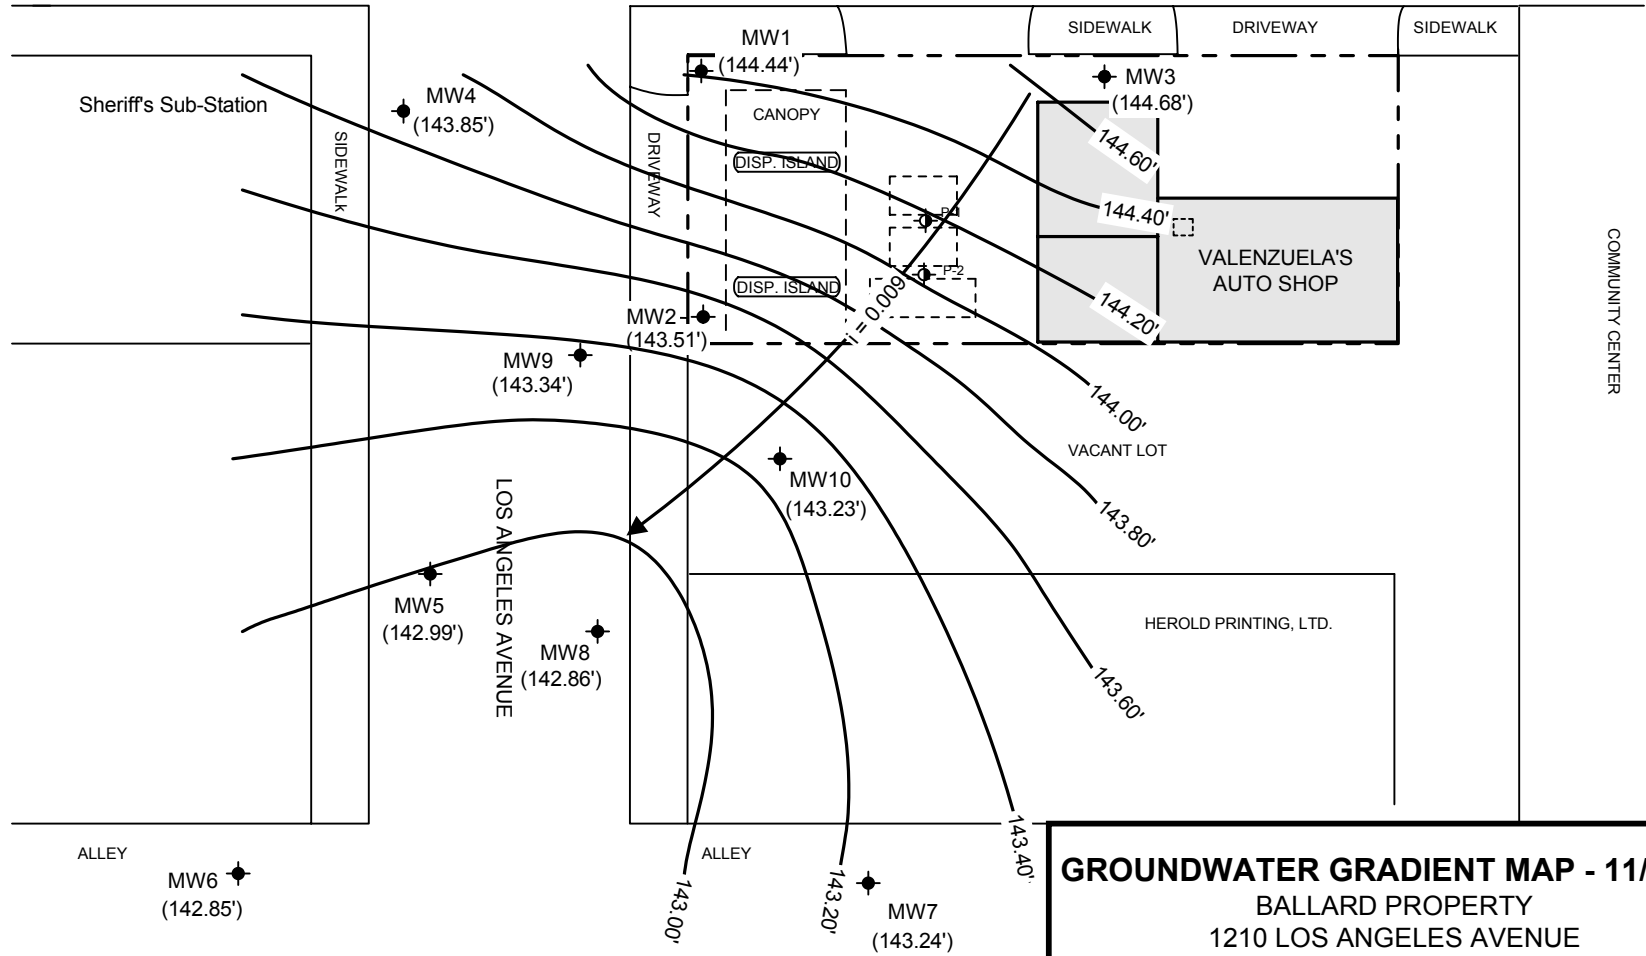 SIDEWALK
DRIVEWAY
SIDEWALK
MW1
(144.44')
MW3
(144.68')
Sheriff's Sub-Station
MW4
(143.85')
CANOPY
SIDEWALK
DRIVEWAY
DISP. ISLAND
144.60'
144.40'
P-1
VALENZUELA'S
AUTO SHOP
COMMUNITY CENTER
P-2
DISP. ISLAND
i = 0.009
144.20'
MW2
(143.51')
MW9
(143.34')
144.00'
VACANT LOT
MW10
(143.23')
LOS ANGELES AVENUE
143.80'
MW5
(142.99')
MW8
(142.86')
HEROLD PRINTING, LTD.
143.60'
ALLEY
ALLEY
143.40'
MW6
(142.85')
143.00'
143.20'
MW7
(143.24')
GROUNDWATER GRADIENT MAP - 11/
BALLARD PROPERTY
1210 LOS ANGELES AVENUE